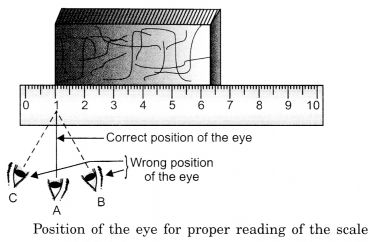 0 1 2 3 4 5 6 7 8 9 10
Correct position of the eye
Wrong position
of the eye
C
A
B
Position of the eye for proper reading of the scale